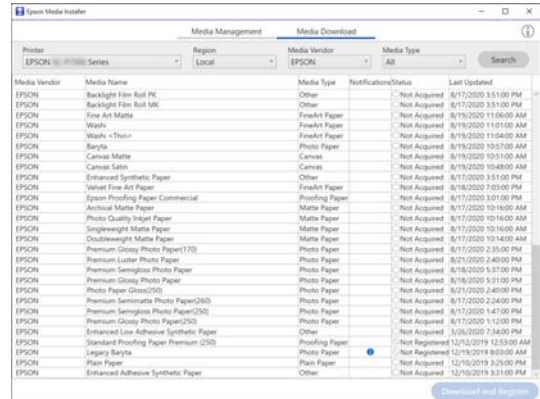 Epson Media Installer
Media Management Media Download
Printer Region Media Vendor Media Type
EPSON Series Local EPSON All Search
Media Vendor Media Name Media Type Notifications Status Last Updated
EPSON Backlight Film Roll PK Other Not Acquired 8/17/2020 3:51:00 PM
EPSON Backlight Film Roll MK Other Not Acquired 8/17/2020 3:51:00 PM
EPSON Fine Art Matte FineArt Paper Not Acquired 8/19/2020 11:06:00 AM
EPSON Washi FineArt Paper Not Acquired 8/19/2020 11:01:00 AM
EPSON Washi <Thin> FineArt Paper Not Acquired 8/19/2020 11:04:00 AM
EPSON Baryta Photo Paper Not Acquired 8/19/2020 10:57:00 AM
EPSON Canvas Matte Canvas Not Acquired 8/19/2020 10:51:00 AM
EPSON Canvas Satin Canvas Not Acquired 8/19/2020 10:48:00 AM
EPSON Enhanced Synthetic Paper Other Not Acquired 8/17/2020 3:51:00 PM
EPSON Velvet Fine Art Paper FineArt Paper Not Acquired 8/18/2020 7:03:00 PM
EPSON Epson Proofing Paper Commercial Proofing Paper Not Acquired 8/17/2020 3:01:00 PM
EPSON Archival Matte Paper Matte Paper Not Acquired 8/17/2020 10:16:00 AM
EPSON Photo Quality Inkjet Paper Matte Paper Not Acquired 8/17/2020 10:16:00 AM
EPSON Singleweight Matte Paper Matte Paper Not Acquired 8/17/2020 10:16:00 AM
EPSON Doubleweight Matte Paper Matte Paper Not Acquired 8/17/2020 10:14:00 AM
EPSON Premium Glossy Photo Paper(170) Photo Paper Not Acquired 8/17/2020 2:35:00 PM
EPSON Premium Luster Photo Paper Photo Paper Not Acquired 8/21/2020 2:40:00 PM
EPSON Premium Semigloss Photo Paper Photo Paper Not Acquired 8/18/2020 5:37:00 PM
EPSON Premium Glossy Photo Paper Photo Paper Not Acquired 8/18/2020 5:31:00 PM
EPSON Photo Paper Gloss(250) Photo Paper Not Acquired 8/21/2020 2:40:00 PM
EPSON Premium Semimatte Photo Paper(260) Photo Paper Not Acquired 8/17/2020 2:24:00 PM
EPSON Premium Semigloss Photo Paper(250) Photo Paper Not Acquired 8/17/2020 1:47:00 PM
EPSON Premium Glossy Photo Paper(250) Photo Paper Not Acquired 8/17/2020 1:12:00 PM
EPSON Enhanced Low Adhesive Synthetic Paper Other Not Acquired 3/26/2020 7:34:00 PM
EPSON Standard Proofing Paper Premium (250) Proofing Paper Not Registered 12/12/2019 12:53:00 AM
EPSON Legacy Baryta Photo Paper Not Registered 12/19/2019 8:03:00 AM
EPSON Plain Paper Plain Paper Not Acquired 12/10/2019 3:25:00 PM
EPSON Enhanced Adhesive Synthetic Paper Other Not Acquired 12/10/2019 3:31:00 PM
Download and Register